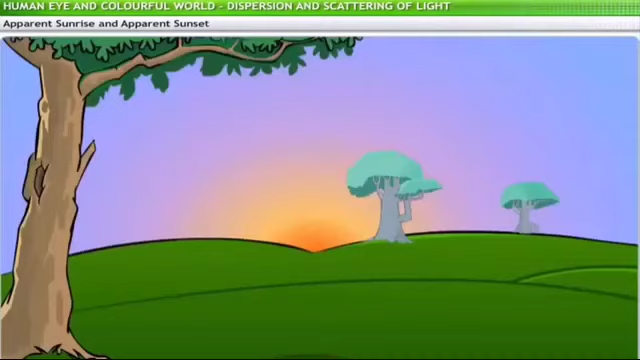 HUMAN EYE AND COLOURFUL WORLD - DISPERSION AND SCATTERING OF LIGHT
Apparent Sunrise and Apparent Sunset